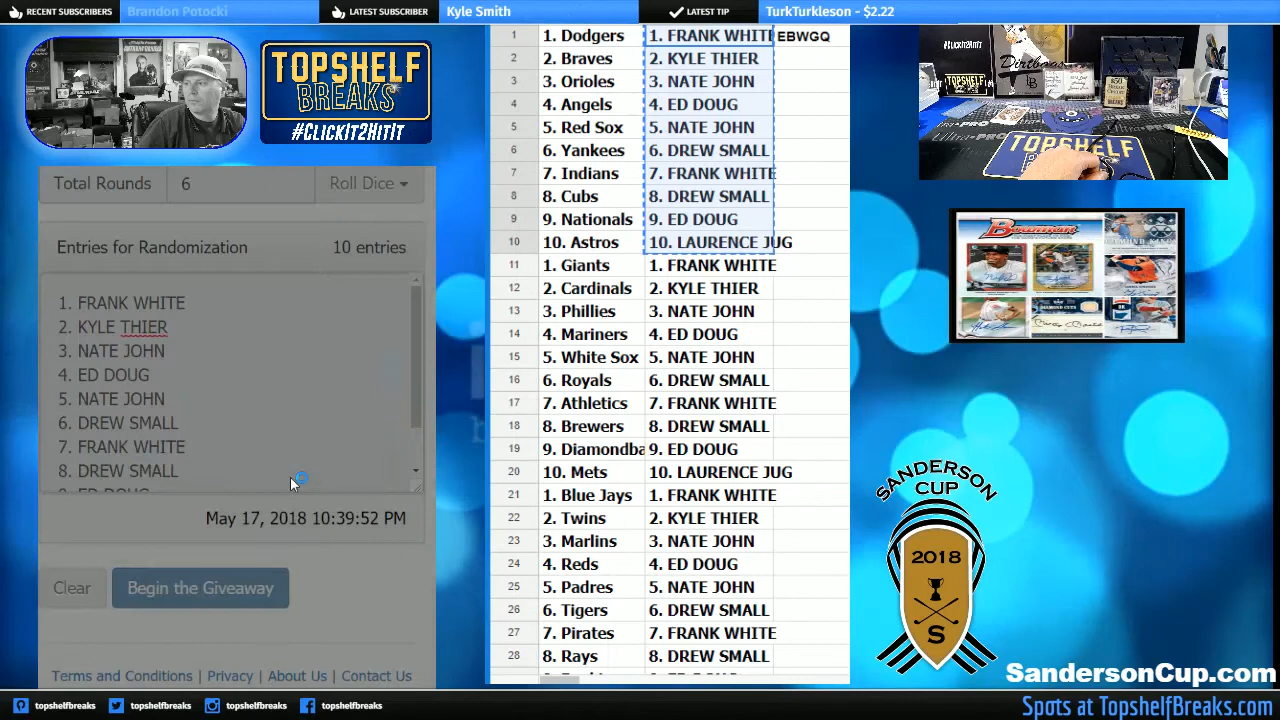 RECENT SUBSCRIBERS Brandon Potocki LATEST SUBSCRIBER Kyle Smith LATEST TIP TurkTurkleson - $2.22
TOPSHELF
BREAKS
#CLICKIT2HITIT
Total Rounds 6 Roll Dice
Entries for Randomization 10 entries
1. FRANK WHITE
2. KYLE THIER
3. NATE JOHN
4. ED DOUG
5. NATE JOHN
6. DREW SMALL
7. FRANK WHITE
8. DREW SMALL
May 17, 2018 10:39:52 PM
Clear Begin the Giveaway
Terms and Conditions | Privacy | About Us | Contact Us
1 1. Dodgers 1. FRANK WHITE EBWGQ
2 2. Braves 2. KYLE THIER
3 3. Orioles 3. NATE JOHN
4 4. Angels 4. ED DOUG
5 5. Red Sox 5. NATE JOHN
6 6. Yankees 6. DREW SMALL
7 7. Indians 7. FRANK WHITE
8 8. Cubs 8. DREW SMALL
9 9. Nationals 9. ED DOUG
10 10. Astros 10. LAURENCE JUG
11 1. Giants 1. FRANK WHITE
12 2. Cardinals 2. KYLE THIER
13 3. Phillies 3. NATE JOHN
14 4. Mariners 4. ED DOUG
15 5. White Sox 5. NATE JOHN
16 6. Royals 6. DREW SMALL
17 7. Athletics 7. FRANK WHITE
18 8. Brewers 8. DREW SMALL
19 9. Diamondba 9. ED DOUG
20 10. Mets 10. LAURENCE JUG
21 1. Blue Jays 1. FRANK WHITE
22 2. Twins 2. KYLE THIER
23 3. Marlins 3. NATE JOHN
24 4. Reds 4. ED DOUG
25 5. Padres 5. NATE JOHN
26 6. Tigers 6. DREW SMALL
27 7. Pirates 7. FRANK WHITE
28 8. Rays 8. DREW SMALL
Dirtbags
TOPSHELF
Bowman
SANDERSON
CUP
2018
S
SandersonCup.com
topshelfbreaks topshelfbreaks topshelfbreaks topshelfbreaks Spots at TopshelfBreaks.com